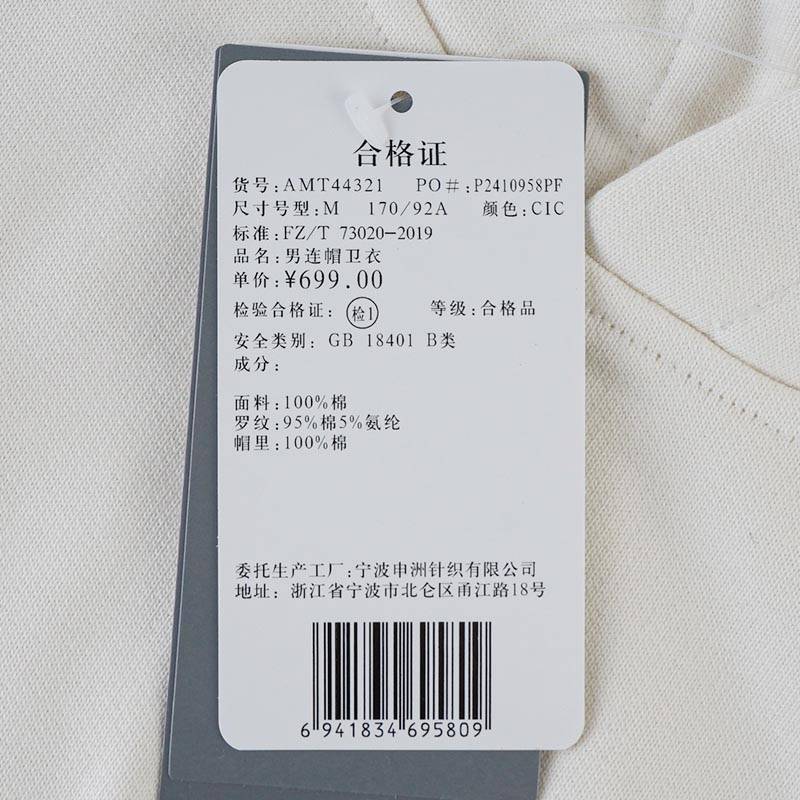 合格证
货号:AMT44321 PO#:P2410958PF
尺寸号型:M 170/92A 颜色:CIC
标准:FZ/T 73020-2019
品名:男连帽卫衣
单价:¥699.00
检验合格证: 检1 等级:合格品
安全类别: GB 18401 B类
成分:
面料:100%棉
罗纹:95%棉5%氨纶
帽里:100%棉
委托生产工厂:宁波申洲针织有限公司
地址: 浙江省宁波市北仑区甬江路18号
6 941834 695809